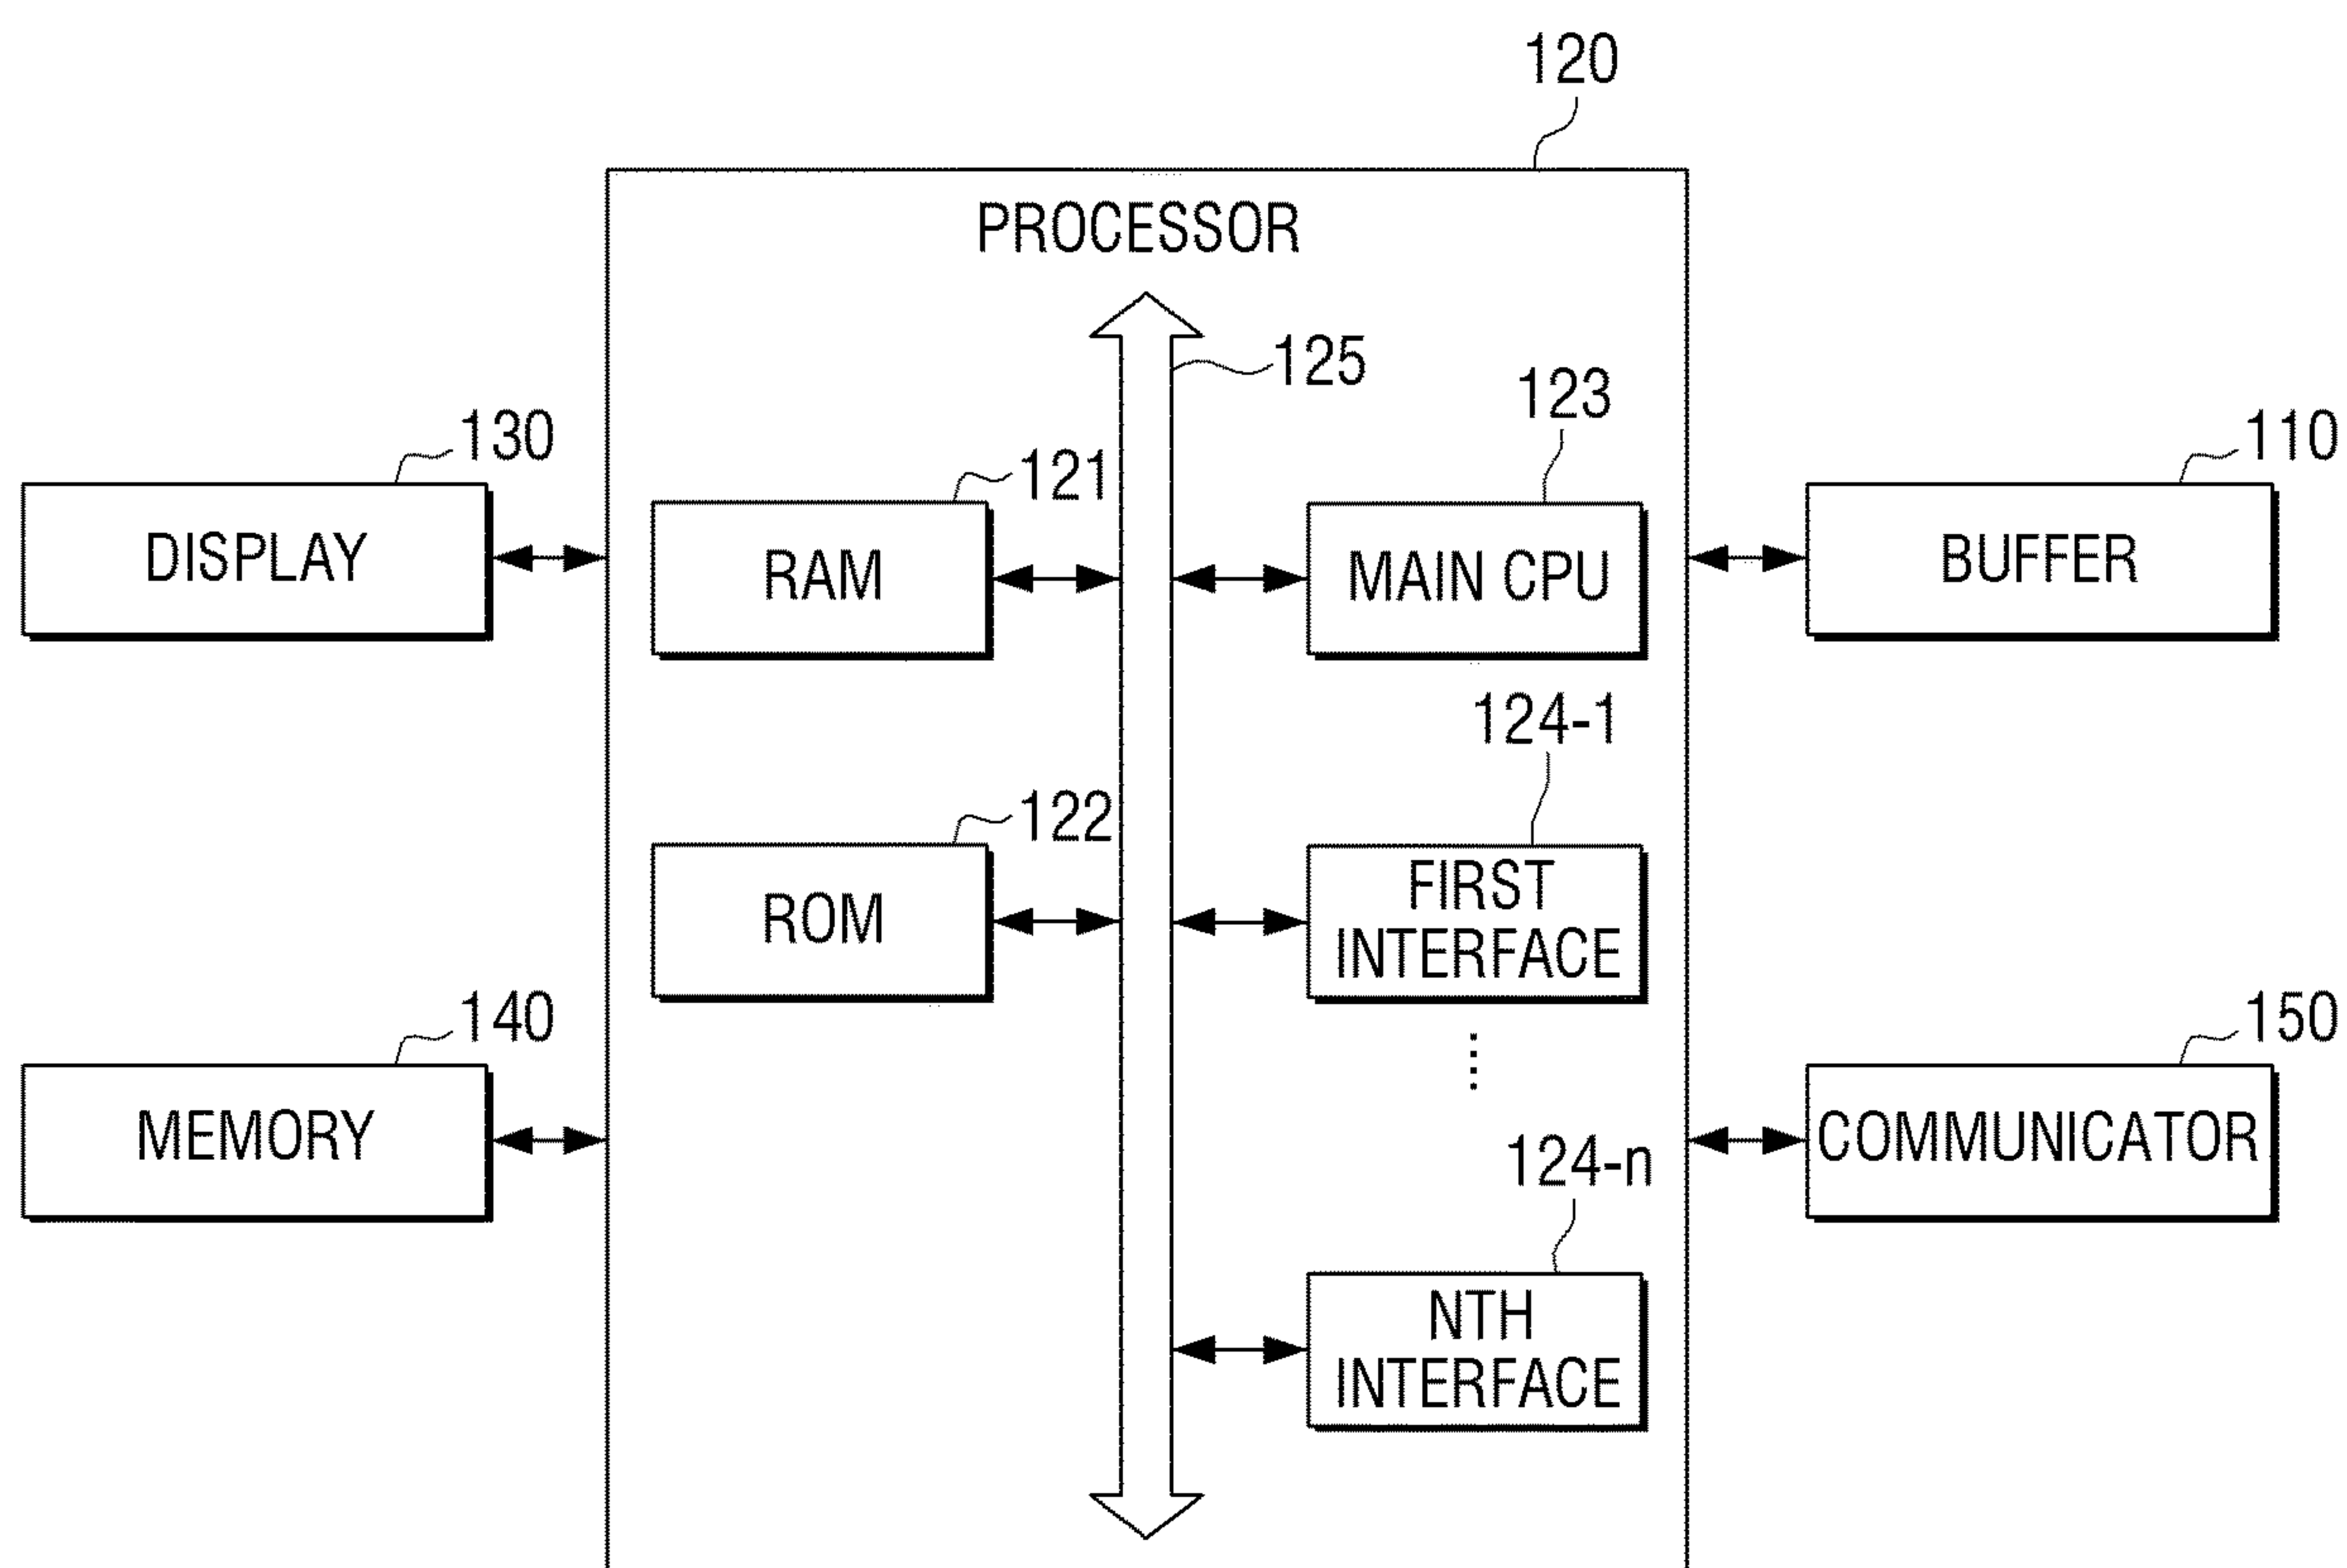 120
PROCESSOR
125
123
130
110
121
DISPLAY
RAM
MAIN CPU
BUFFER
124-1
122
FIRST
INTERFACE
ROM
140
150
MEMORY
COMMUNICATOR
124-n
NTH
INTERFACE